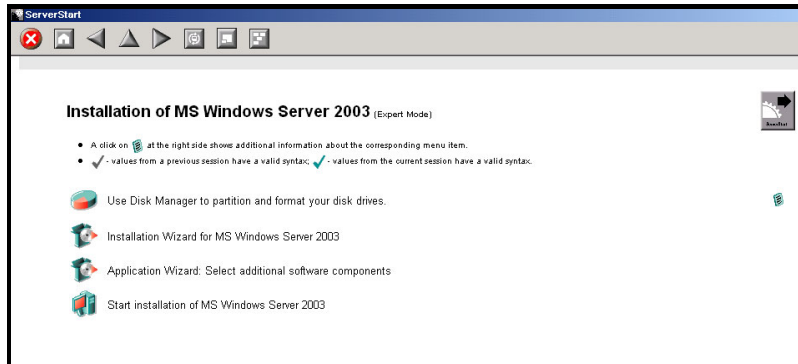 ServerStart
Installation of MS Windows Server 2003 (Expert Mode)
A click on at the right side shows additional information about the corresponding menu item.
- values from a previous session have a valid syntax; - values from the current session have a valid syntax.
Use Disk Manager to partition and format your disk drives.
Installation Wizard for MS Windows Server 2003
Application Wizard: Select additional software components
Start installation of MS Windows Server 2003
ServerStart